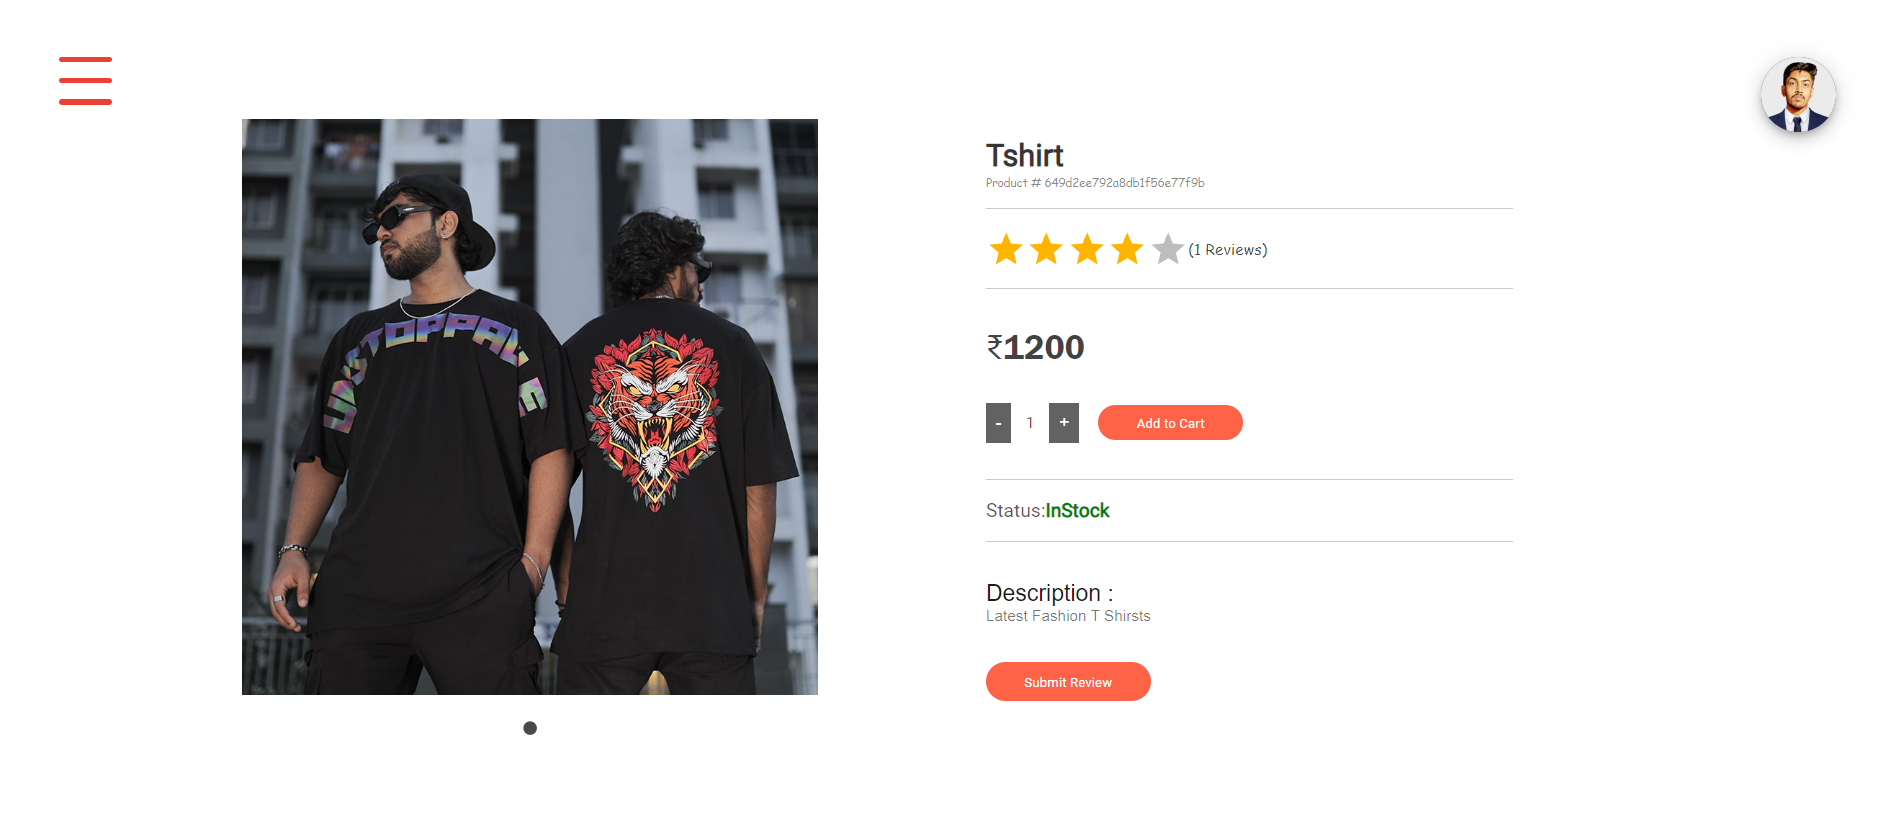 UNSTOPPABLE
Tshirt
Product # 649d2ee792a8db1f56e77f9b
(1 Reviews)
₹1200
- 1 + Add to Cart
Status:InStock
Description :
Latest Fashion T Shirsts
Submit Review